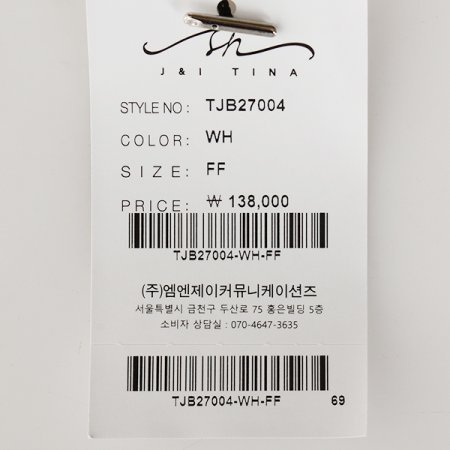 sh
J & I TINA
STYLE NO : TJB27004
COLOR: WH
SIZE: FF
PRICE: ₩ 138,000
TJB27004-WH-FF
(주)엠엔제이커뮤니케이션즈
서울특별시 금천구 두산로 75 홍은빌딩 5층
소비자 상담실 : 070-4647-3635
TJB27004-WH-FF 69